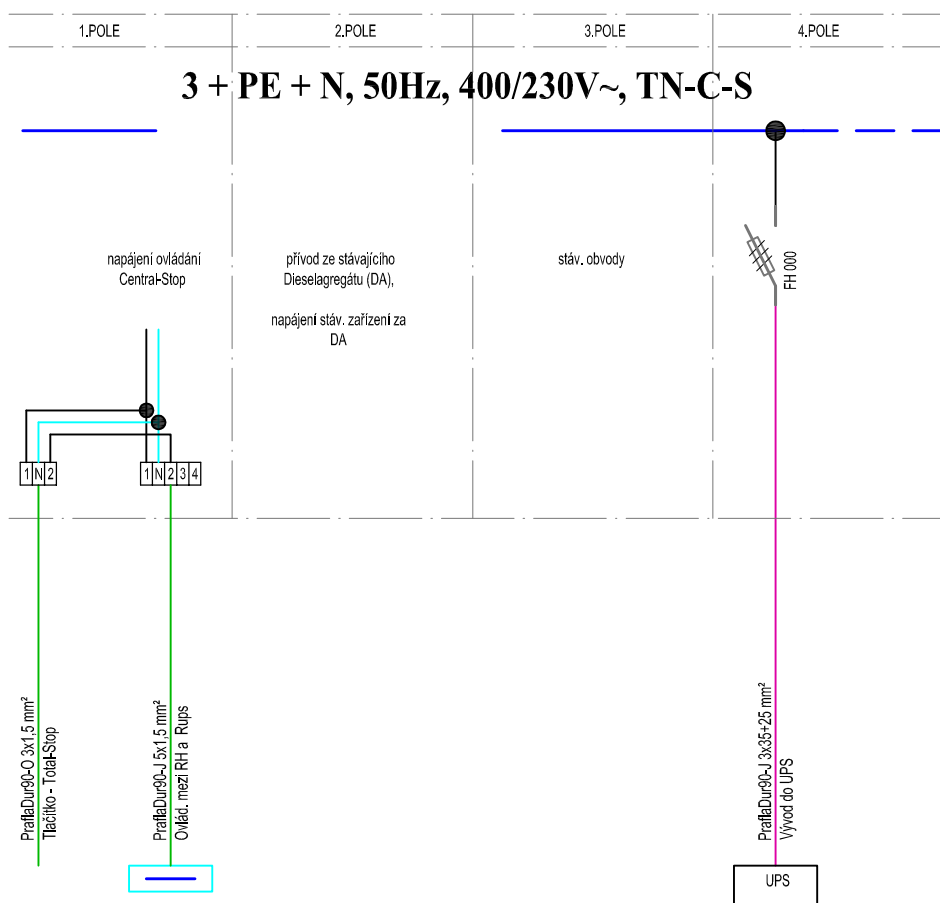 1.POLE
2.POLE
3.POLE
4.POLE
3 + PE + N, 50Hz, 400/230V~, TN-C-S
napájení ovládání
Central-Stop
přívod ze stávajícího
Dieselagregátu (DA),
napájení stáv. zařízení za
DA
stáv. obvody
FH 000
1 N 2
1 N 2 3 4
PraflaDur90-O 3x1,5 mm²
Tlačítko - Total-Stop
PraflaDur90-J 5x1,5 mm²
Ovlád. mezi RH a Rups
PraflaDur90-J 3x35+25 mm²
Vývod do UPS
UPS